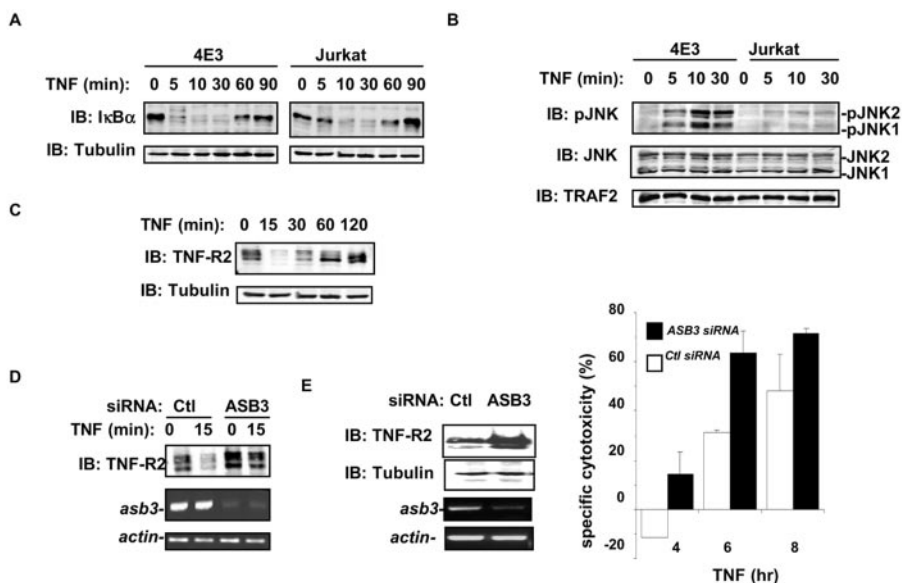 A
4E3 Jurkat
TNF (min): 0 5 10 30 60 90 0 5 10 30 60 90
IB: IκBα
IB: Tubulin
B
4E3 Jurkat
TNF (min): 0 5 10 30 0 5 10 30
IB: pJNK -pJNK2
-pJNK1
IB: JNK -JNK2
-JNK1
IB: TRAF2
C
TNF (min): 0 15 30 60 120
IB: TNF-R2
IB: Tubulin
D
siRNA: Ctl ASB3
TNF (min): 0 15 0 15
IB: TNF-R2
asb3-
actin-
E
siRNA: Ctl ASB3
IB: TNF-R2
IB: Tubulin
asb3-
actin-
specific cytotoxicity (%)
80
60
40
20
0
-20
ASB3 siRNA
Ctl siRNA
4 6 8
TNF (hr)